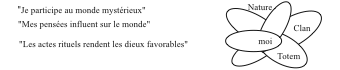 "Je participe au monde mystérieux"
"Mes pensées influent sur le monde"
"Les actes rituels rendent les dieux favorables"
Nature
Clan
moi
Totem